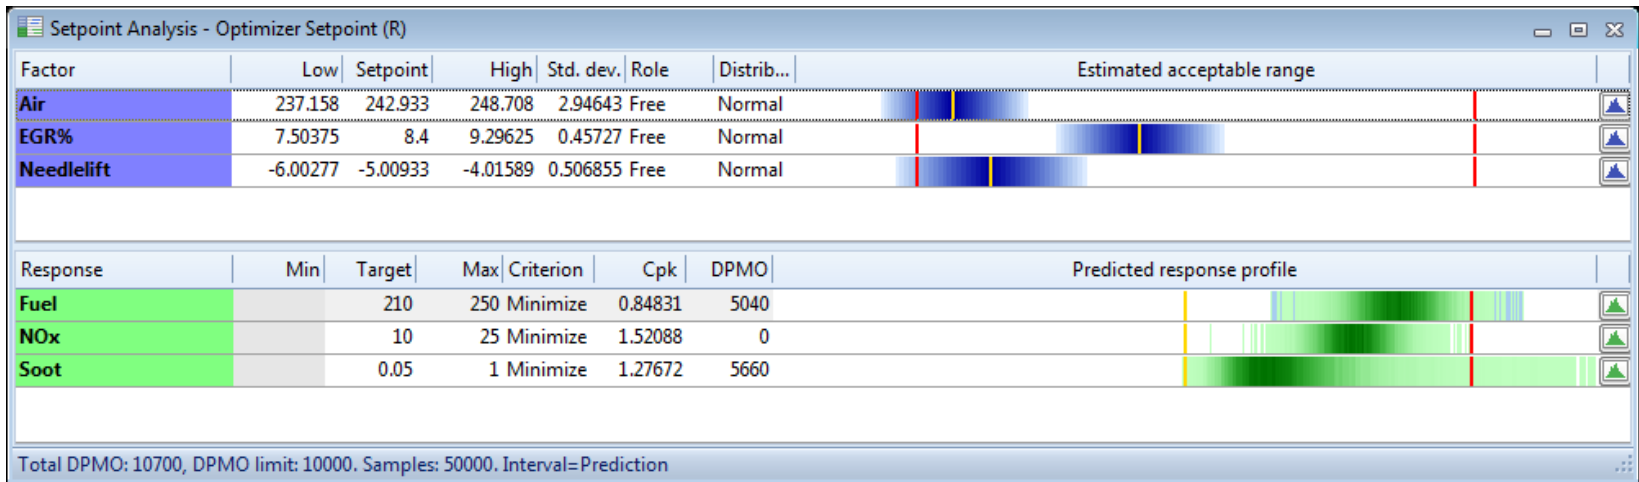 Setpoint Analysis - Optimizer Setpoint (R)
Factor Low Setpoint High Std. dev. Role Distrib... Estimated acceptable range
Air 237.158 242.933 248.708 2.94643 Free Normal
EGR% 7.50375 8.4 9.29625 0.45727 Free Normal
Needlelift -6.00277 -5.00933 -4.01589 0.506855 Free Normal
Response Min Target Max Criterion Cpk DPMO Predicted response profile
Fuel 210 250 Minimize 0.84831 5040
NOx 10 25 Minimize 1.52088 0
Soot 0.05 1 Minimize 1.27672 5660
Total DPMO: 10700, DPMO limit: 10000. Samples: 50000. Interval=Prediction